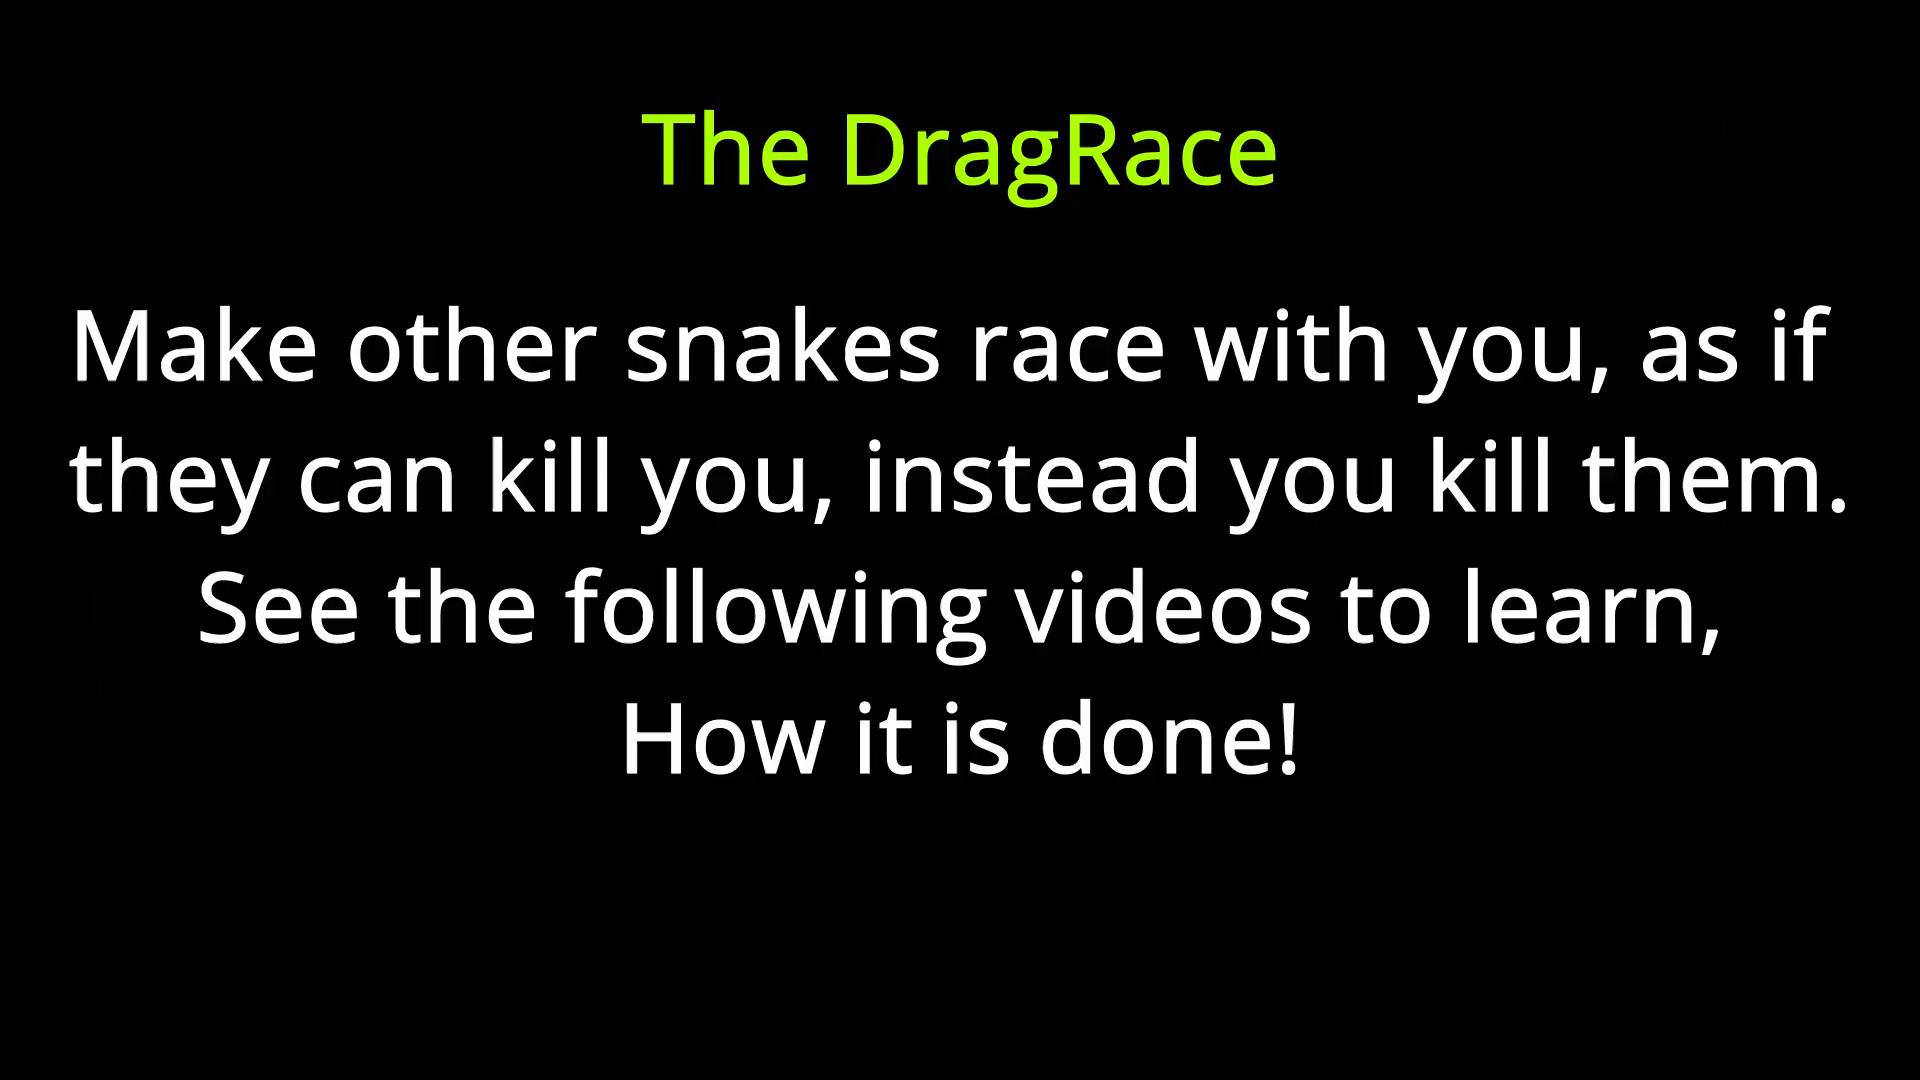 The DragRace
Make other snakes race with you, as if
they can kill you, instead you kill them.
See the following videos to learn,
How it is done!